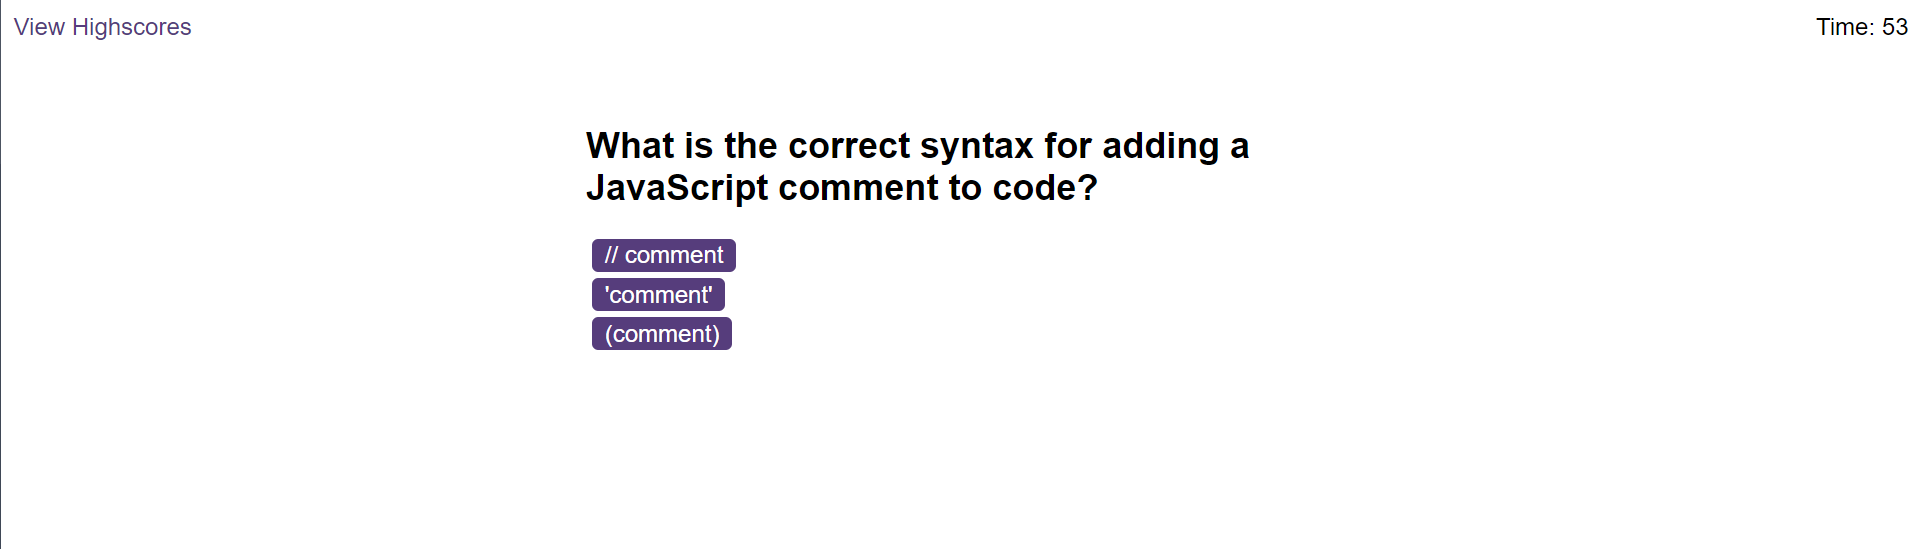 View Highscores
Time: 53
What is the correct syntax for adding a
JavaScript comment to code?
// comment
'comment'
(comment)